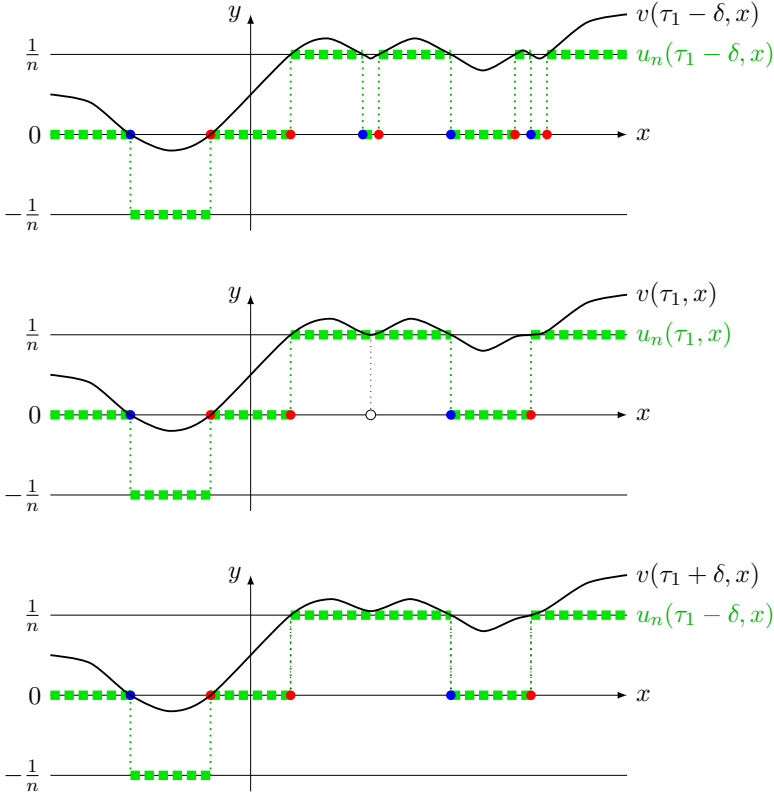 y
v(τ₁ − δ, x)
1/n
uₙ(τ₁ − δ, x)
0
x
−1/n
y
v(τ₁, x)
1/n
uₙ(τ₁, x)
0
x
−1/n
y
v(τ₁ + δ, x)
1/n
uₙ(τ₁ − δ, x)
0
x
−1/n